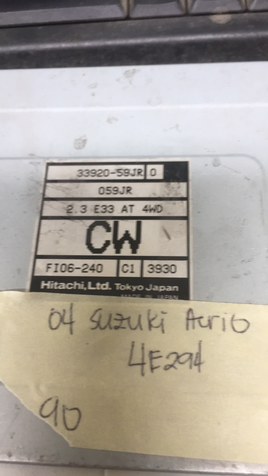 33920-59JR 0
059JR
2.3 E33 AT 4WD
CW
FI06-240 C1 3930
Hitachi,Ltd. Tokyo Japan
MADE IN JAPAN
04 Suzuki Aerio
4E294
90